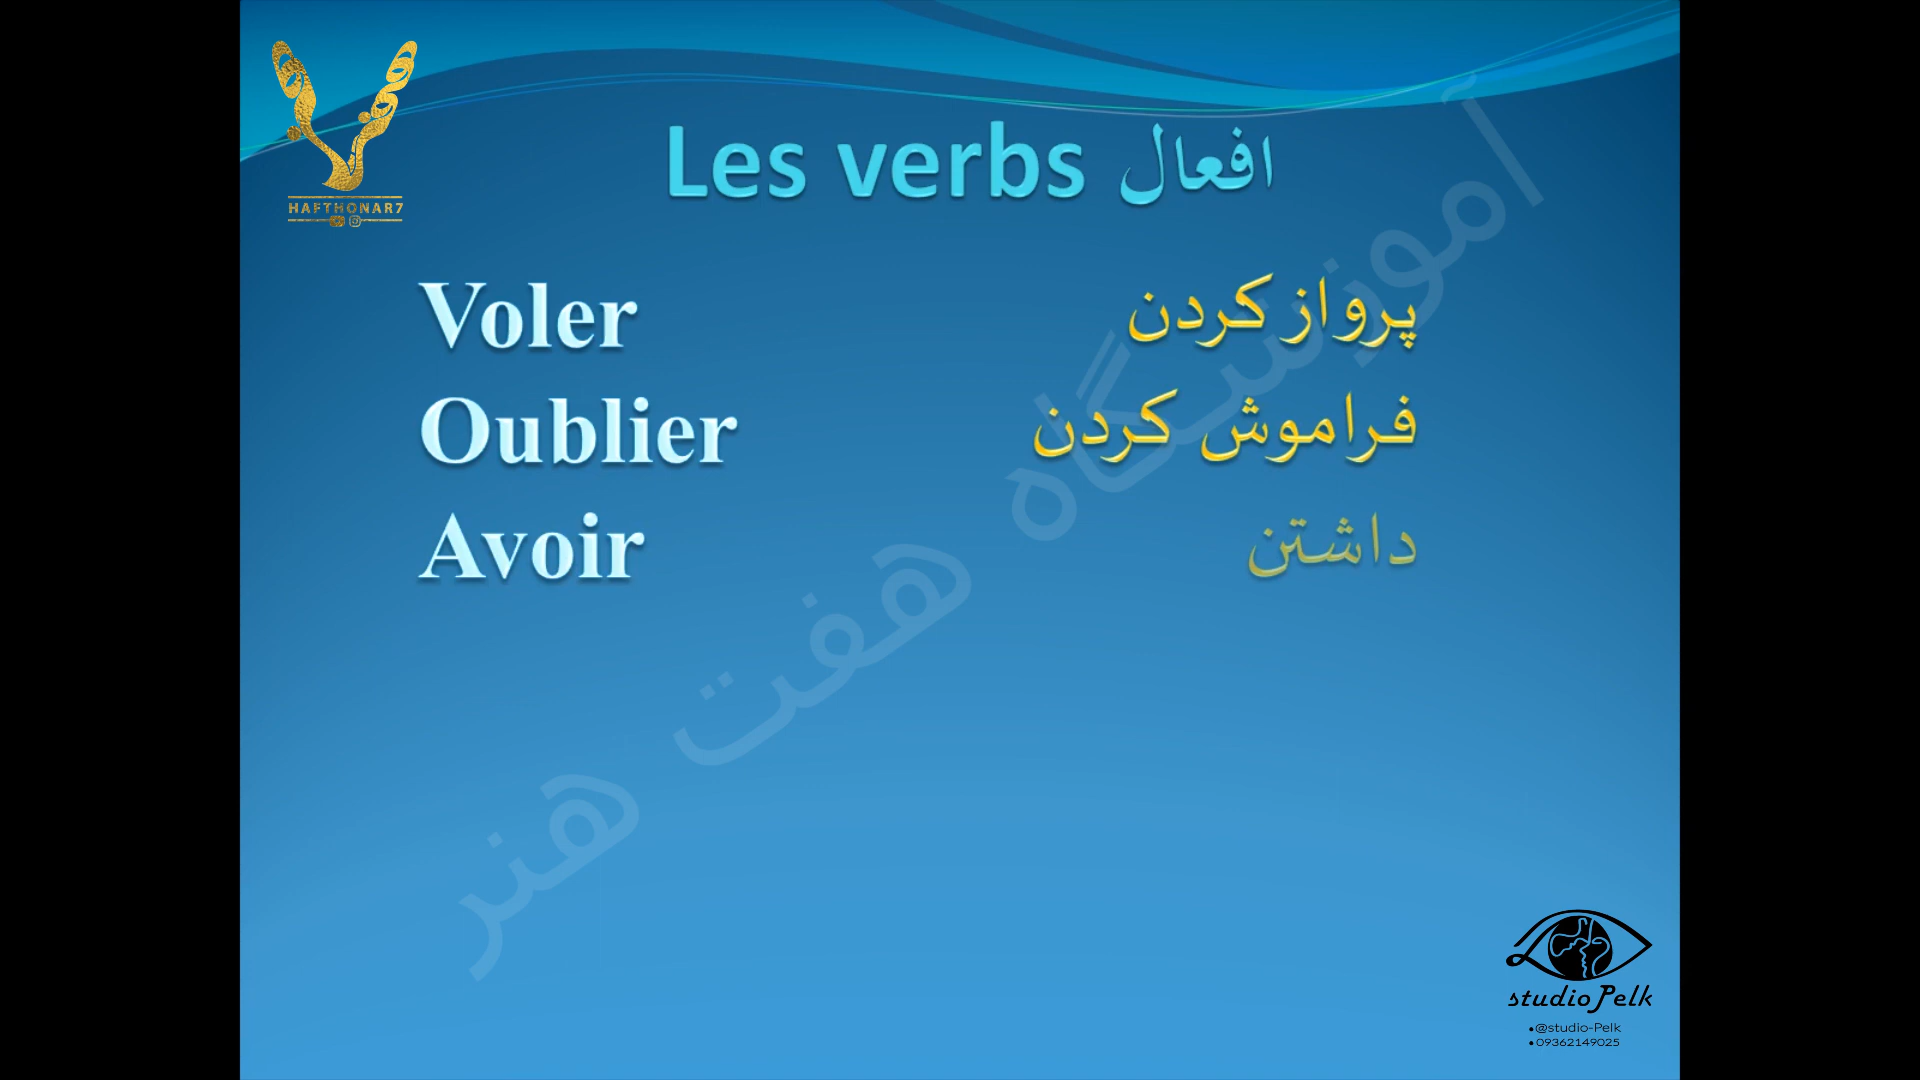 HAFTHONAR7
Les verbs افعال
Voler پرواز کردن
Oublier فراموش کردن
Avoir داشتن
آموزشگاه هفت هنر
studio Pelk
@studio-Pelk
09362149025